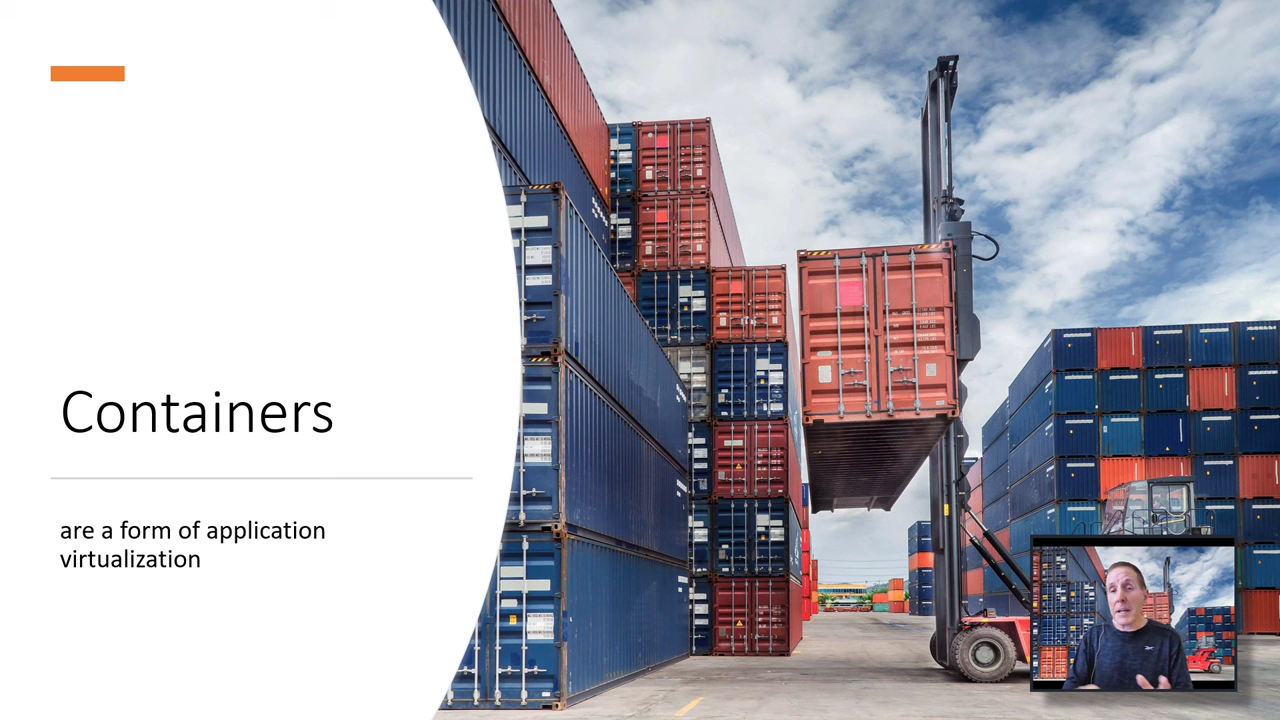 Containers
are a form of application
virtualization